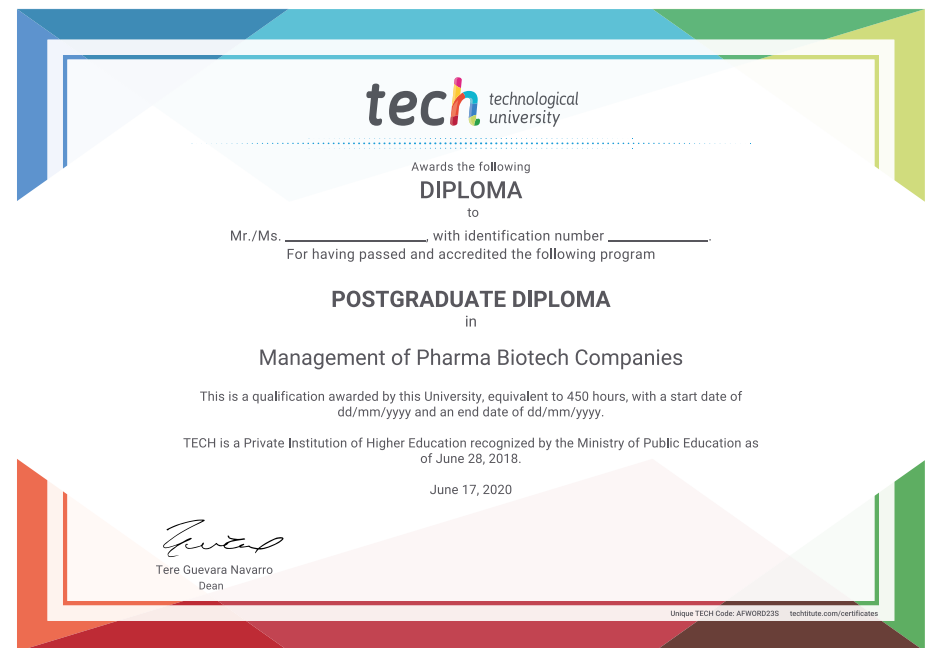 tech technological
university
Awards the following
DIPLOMA
to
Mr./Ms. ____________________, with identification number ______________.
For having passed and accredited the following program
POSTGRADUATE DIPLOMA
in
Management of Pharma Biotech Companies
This is a qualification awarded by this University, equivalent to 450 hours, with a start date of
dd/mm/yyyy and an end date of dd/mm/yyyy.
TECH is a Private Institution of Higher Education recognized by the Ministry of Public Education as
of June 28, 2018.
June 17, 2020
Tere Guevara Navarro
Dean
Unique TECH Code: AFWORD23S techtitute.com/certificates